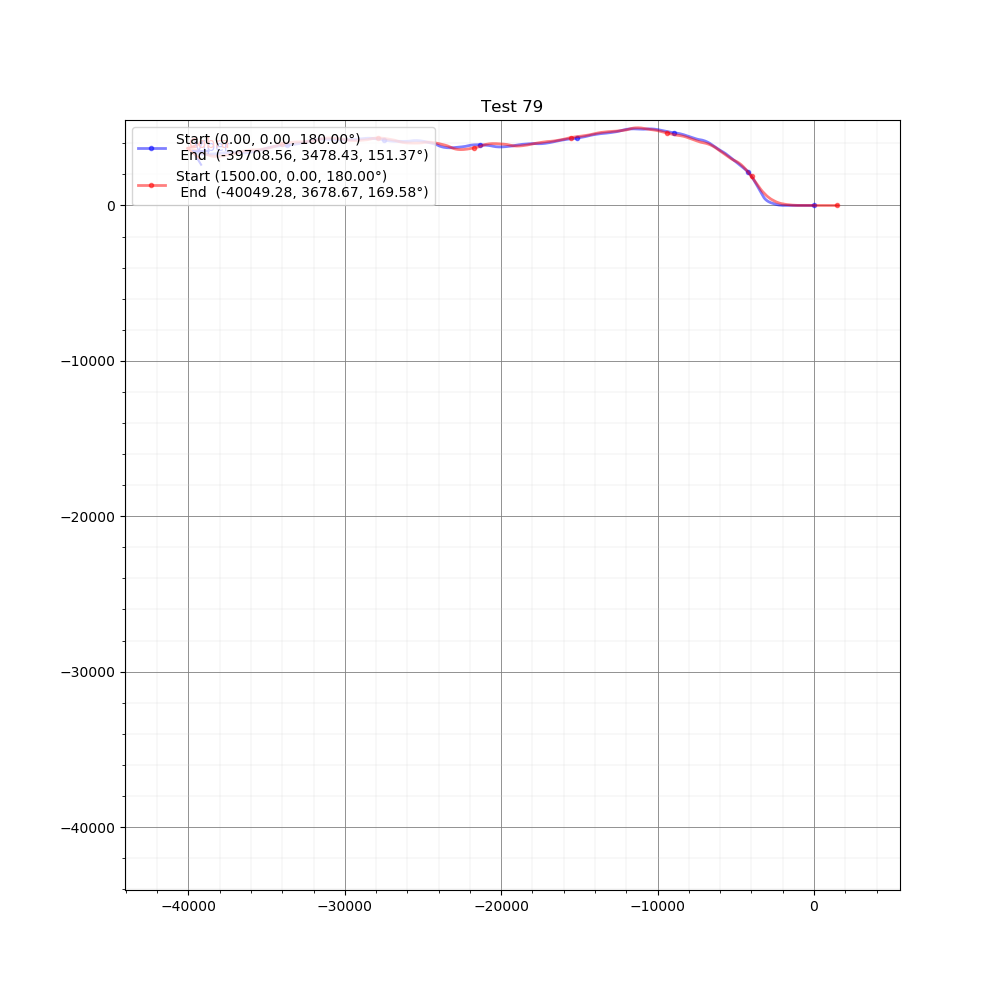 Test 79
Start (0.00, 0.00, 180.00°)
End (-39708.56, 3478.43, 151.37°)
Start (1500.00, 0.00, 180.00°)
End (-40049.28, 3678.67, 169.58°)
0
−10000
−20000
−30000
−40000
−40000 −30000 −20000 −10000 0